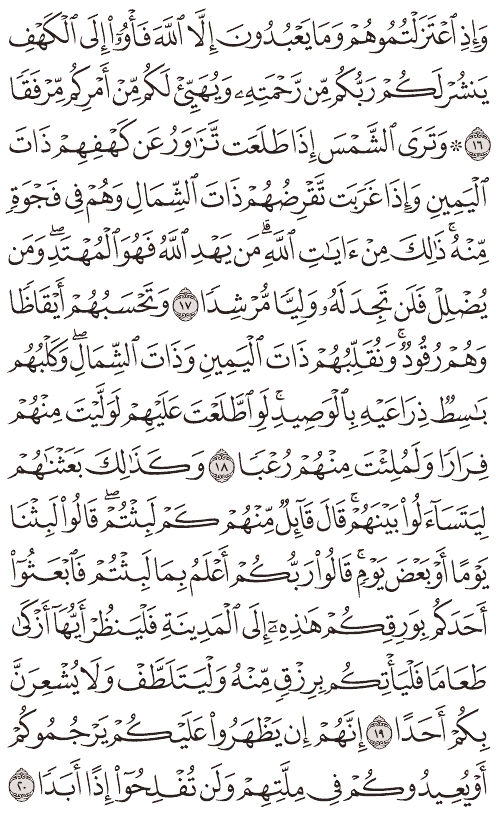 وَإِذِ ٱعۡتَزَلۡتُمُوهُمۡ وَمَا يَعۡبُدُونَ إِلَّا ٱللَّهَ فَأۡوُۥٓاْ إِلَى ٱلۡكَهۡفِ
يَنشُرۡ لَكُمۡ رَبُّكُم مِّن رَّحۡمَتِهِۦ وَيُهَيِّئۡ لَكُم مِّنۡ أَمۡرِكُم مِّرۡفَقٗا
١٦ ۞ وَتَرَى ٱلشَّمۡسَ إِذَا طَلَعَت تَّزَٰوَرُ عَن كَهۡفِهِمۡ ذَاتَ
ٱلۡيَمِينِ وَإِذَا غَرَبَت تَّقۡرِضُهُمۡ ذَاتَ ٱلشِّمَالِ وَهُمۡ فِي فَجۡوَةٖ
مِّنۡهُۚ ذَٰلِكَ مِنۡ ءَايَٰتِ ٱللَّهِۗ مَن يَهۡدِ ٱللَّهُ فَهُوَ ٱلۡمُهۡتَدِۖ وَمَن
يُضۡلِلۡ فَلَن تَجِدَ لَهُۥ وَلِيّٗا مُّرۡشِدٗا ١٧ وَتَحۡسَبُهُمۡ أَيۡقَاظٗا
وَهُمۡ رُقُودٞۚ وَنُقَلِّبُهُمۡ ذَاتَ ٱلۡيَمِينِ وَذَاتَ ٱلشِّمَالِۖ وَكَلۡبُهُم
بَٰسِطٞ ذِرَاعَيۡهِ بِٱلۡوَصِيدِۚ لَوِ ٱطَّلَعۡتَ عَلَيۡهِمۡ لَوَلَّيۡتَ مِنۡهُمۡ
فِرَارٗا وَلَمُلِئۡتَ مِنۡهُمۡ رُعۡبٗا ١٨ وَكَذَٰلِكَ بَعَثۡنَٰهُمۡ
لِيَتَسَآءَلُواْ بَيۡنَهُمۡۚ قَالَ قَآئِلٞ مِّنۡهُمۡ كَمۡ لَبِثۡتُمۡۖ قَالُواْ لَبِثۡنَا
يَوۡمًا أَوۡ بَعۡضَ يَوۡمٖۚ قَالُواْ رَبُّكُمۡ أَعۡلَمُ بِمَا لَبِثۡتُمۡ فَٱبۡعَثُوٓاْ
أَحَدَكُم بِوَرِقِكُمۡ هَٰذِهِۦٓ إِلَى ٱلۡمَدِينَةِ فَلۡيَنظُرۡ أَيُّهَآ أَزۡكَىٰ
طَعَامٗا فَلۡيَأۡتِكُم بِرِزۡقٖ مِّنۡهُ وَلۡيَتَلَطَّفۡ وَلَا يُشۡعِرَنَّ
بِكُمۡ أَحَدًا ١٩ إِنَّهُمۡ إِن يَظۡهَرُواْ عَلَيۡكُمۡ يَرۡجُمُوكُمۡ
أَوۡ يُعِيدُوكُمۡ فِي مِلَّتِهِمۡ وَلَن تُفۡلِحُوٓاْ إِذًا أَبَدٗا ٢٠